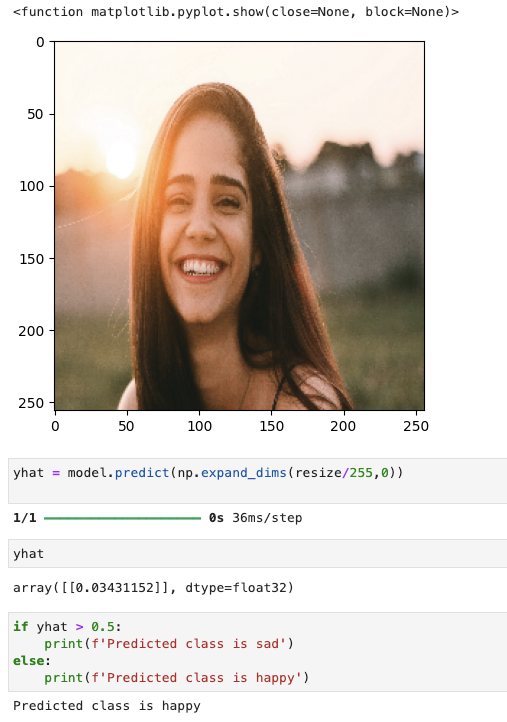 <function matplotlib.pyplot.show(close=None, block=None)>
0
50
100
150
200
250
0 50 100 150 200 250
yhat = model.predict(np.expand_dims(resize/255,0))
1/1 ━━━━━━━━━━━━━━━━━━━━ 0s 36ms/step
yhat
array([[0.03431152]], dtype=float32)
if yhat > 0.5:
    print(f'Predicted class is sad')
else:
    print(f'Predicted class is happy')
Predicted class is happy